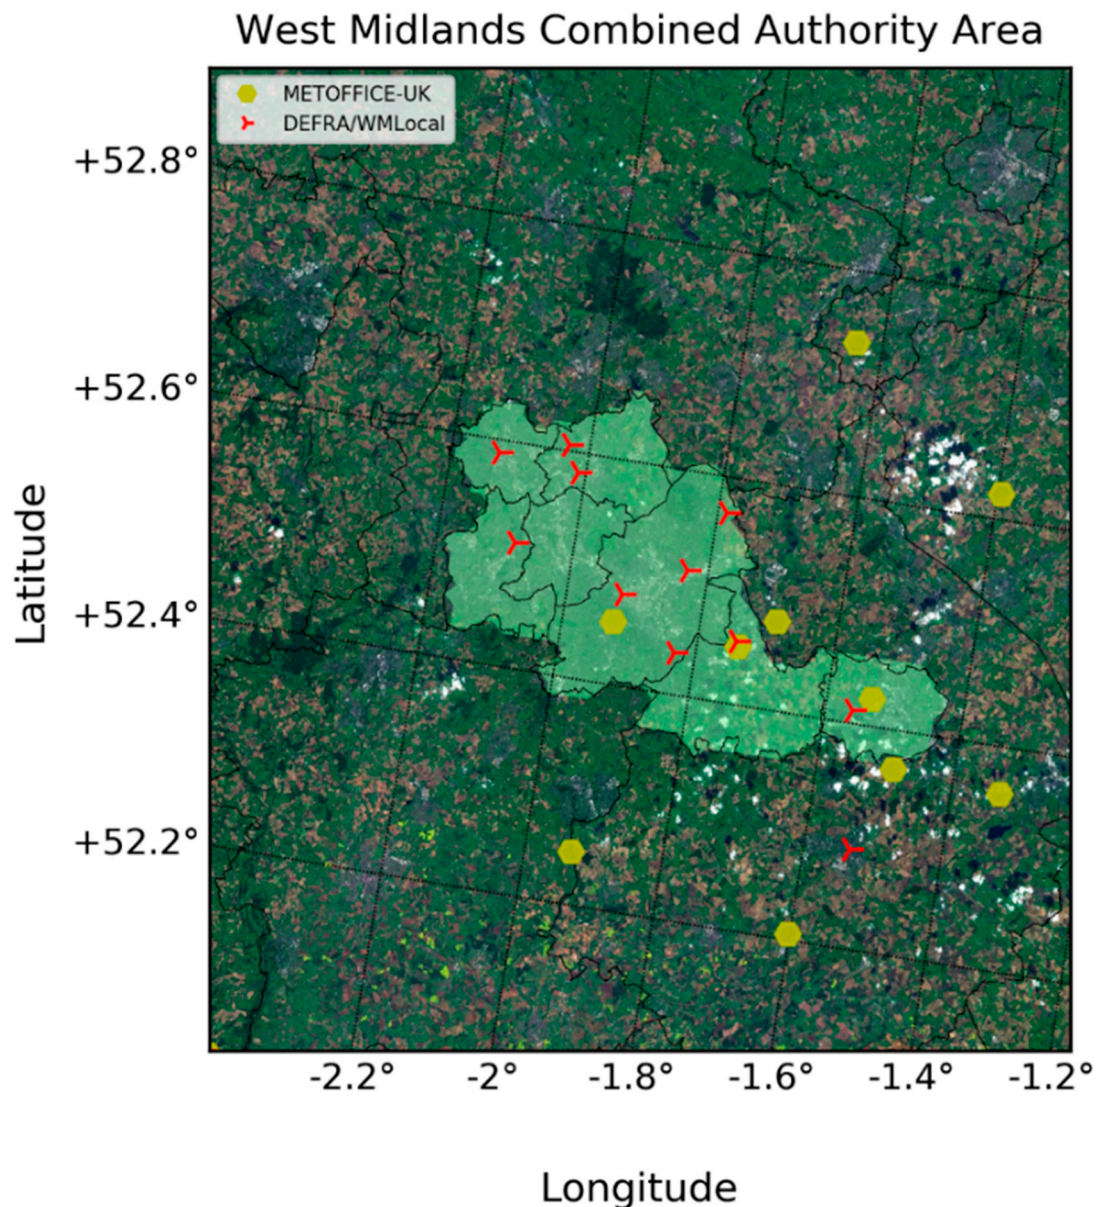 West Midlands Combined Authority Area
METOFFICE-UK
DEFRA/WMLocal
+52.8°
+52.6°
+52.4°
+52.2°
Latitude
-2.2° -2° -1.8° -1.6° -1.4° -1.2°
Longitude